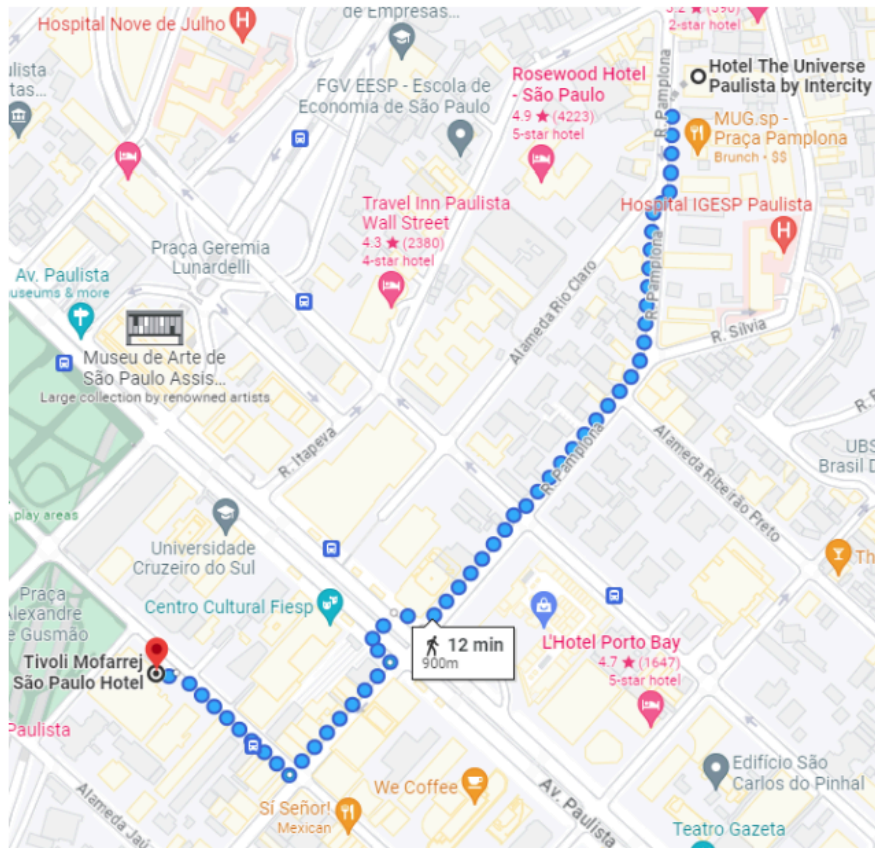 de Empresas...
Hospital Nove de Julho
H
3.2 ★ (390)
2-star hotel
Hotel The Universe
Paulista by Intercity
R. Pamplona
ulista
tas...
FGV EESP - Escola de
Economia de São Paulo
Rosewood Hotel
- São Paulo
4.9 ★ (4223)
5-star hotel
MUG.sp -
Praça Pamplona
Brunch • $$
Travel Inn Paulista
Wall Street
4.3 ★ (2380)
4-star hotel
Hospital IGESP Paulista
H
Praça Geremia
Lunardelli
R. Pamplona
Av. Paulista
useums & more
Alameda Rio Claro
R. Silvia
Museu de Arte de
São Paulo Assis...
Large collection by renowned artists
R. Itapeva
R. Pamplona
Alameda Ribeirão Preto
UBS
Brasil D
play areas
Universidade
Cruzeiro do Sul
Th
Praça
Alexandre
e Gusmão
Centro Cultural Fiesp
12 min
900m
L'Hotel Porto Bay
4.7 ★ (1647)
5-star hotel
Tivoli Mofarrej
São Paulo Hotel
Paulista
Alameda Jaú
Sí Señor!
Mexican
We Coffee
Av. Paulista
Edifício São
Carlos do Pinhal
Teatro Gazeta